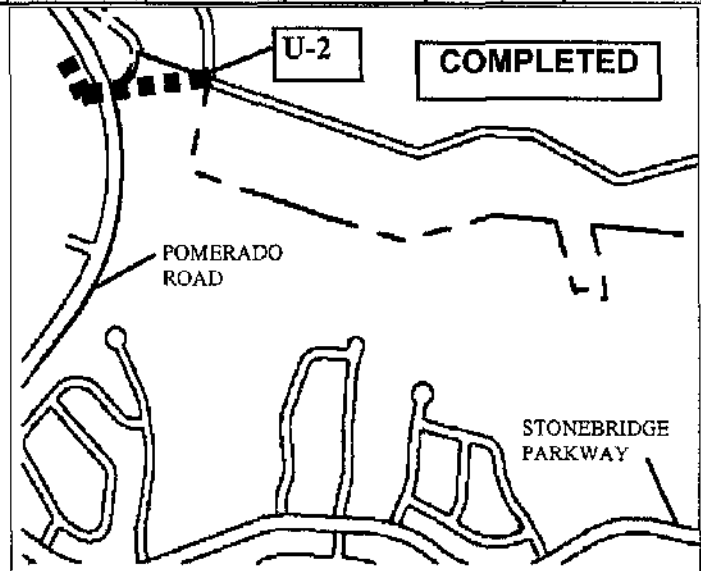 U-2
COMPLETED
POMERADO
ROAD
STONEBRIDGE
PARKWAY